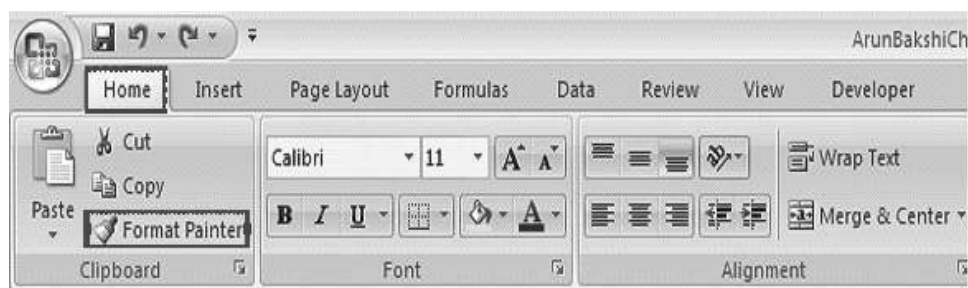 ArunBakshiCh
Home Insert Page Layout Formulas Data Review View Developer
Cut
Calibri 11 A A Wrap Text
Copy
Paste
Format Painter B I U A Merge & Center
Clipboard Font Alignment